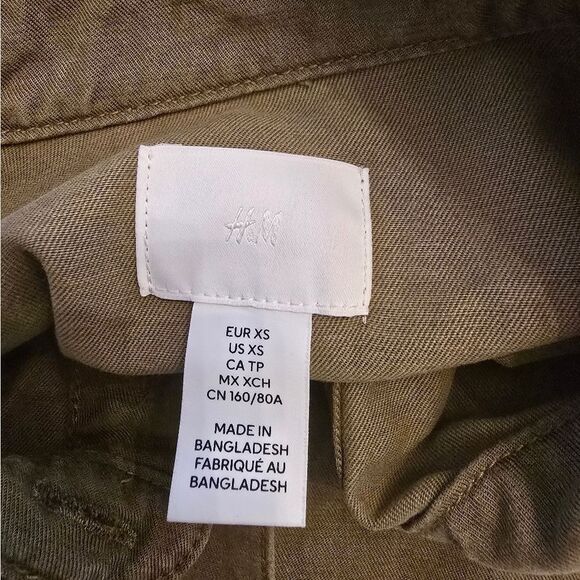 H&M
EUR XS
US XS
CA TP
MX XCH
CN 160/80A
MADE IN
BANGLADESH
FABRIQUÉ AU
BANGLADESH